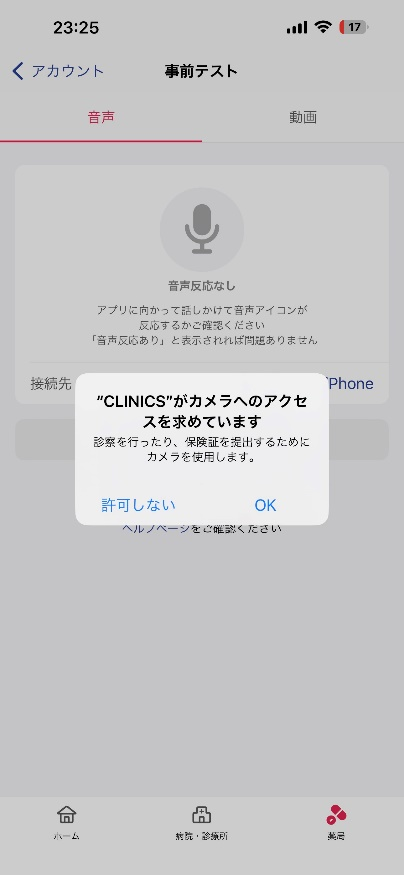 23:25
17
アカウント
事前テスト
音声
動画
音声反応なし
アプリに向かって話しかけて音声アイコンが
反応するかご確認ください
「音声反応あり」と表示されれば問題ありません
接続先
iPhone
"CLINICS"がカメラへのアクセ
スを求めています
診察を行ったり、保険証を提出するために
カメラを使用します。
許可しない
OK
ヘルプページをご確認ください
ホーム
病院・診療所
薬局